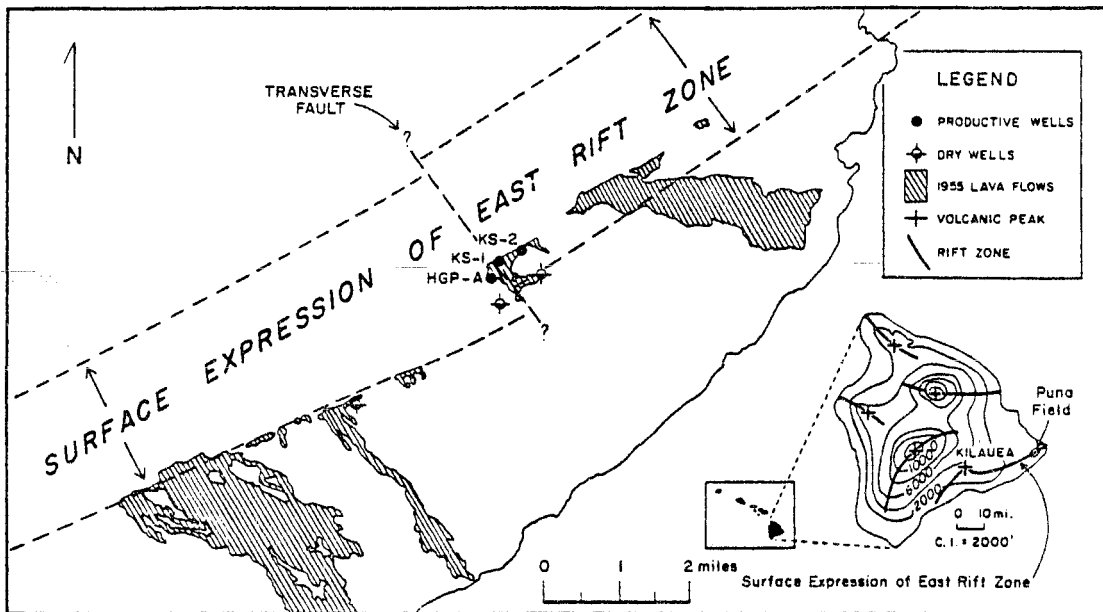 TRANSVERSE
FAULT
?
N
SURFACE EXPRESSION OF EAST RIFT ZONE
KS-2
KS-1
HGP-A
?
LEGEND
PRODUCTIVE WELLS
DRY WELLS
1955 LAVA FLOWS
VOLCANIC PEAK
RIFT ZONE
Puna
Field
KILAUEA
10000
6000
2000
0 10mi.
C.I.=2000'
0 1 2 miles
Surface Expression of East Rift Zone